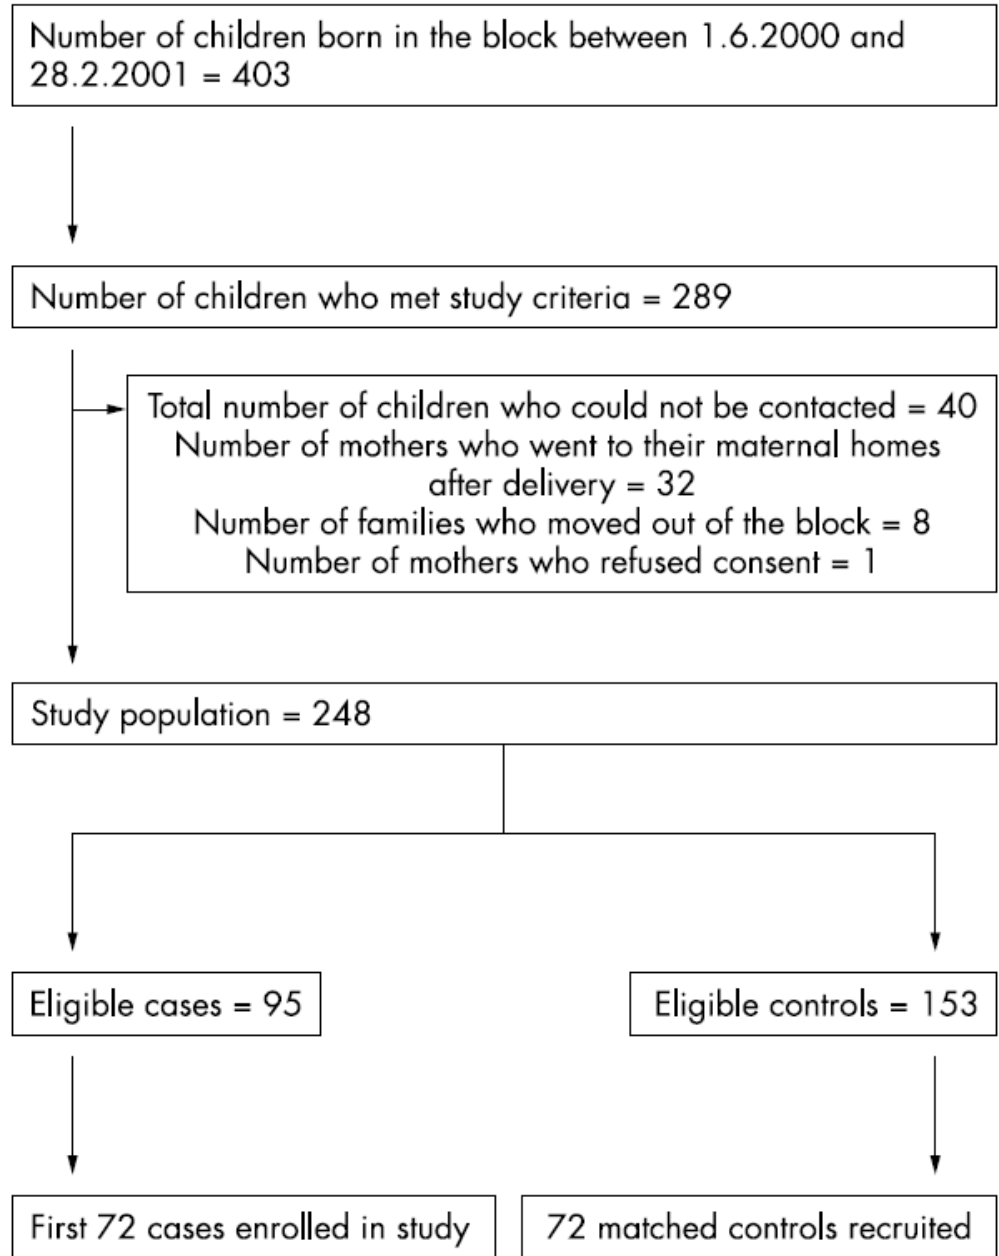 Number of children born in the block between 1.6.2000 and
28.2.2001 = 403
Number of children who met study criteria = 289
Total number of children who could not be contacted = 40
Number of mothers who went to their maternal homes
after delivery = 32
Number of families who moved out of the block = 8
Number of mothers who refused consent = 1
Study population = 248
Eligible cases = 95
Eligible controls = 153
First 72 cases enrolled in study
72 matched controls recruited